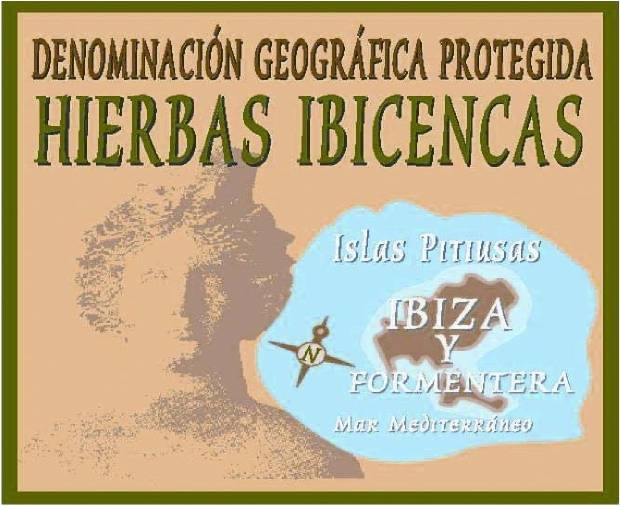 DENOMINACIÓN GEOGRÁFICA PROTEGIDA
HIERBAS IBICENCAS
ISLAS PITIUSAS
IBIZA
Y
FORMENTERA
MAR MEDITERRÁNEO
N